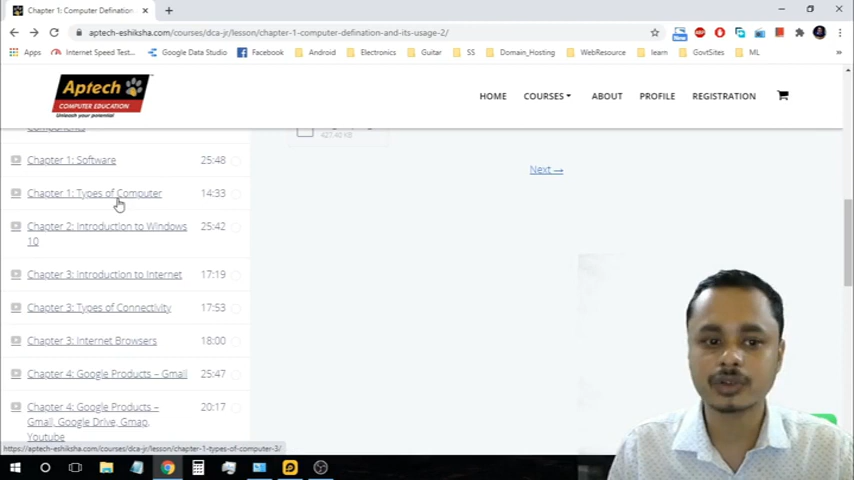 Chapter 1: Computer Defination
aptech-eshiksha.com/courses/dca-jr/lesson/chapter-1-computer-defination-and-its-usage-2/
Apps
Internet Speed Test...
Google Data Studio
Facebook
Android
Electronics
Guitar
SS
Domain_Hosting
WebResource
learn
GovtSites
ML
New
Aptech
COMPUTER EDUCATION
Unleash your potential
HOME
COURSES
ABOUT
PROFILE
REGISTRATION
Components
427.40 KB
Chapter 1: Software 25:48
Next →
Chapter 1: Types of Computer 14:33
Chapter 2: Introduction to Windows 25:42
10
Chapter 3: Introduction to Internet 17:19
Chapter 3: Types of Connectivity 17:53
Chapter 3: Internet Browsers 18:00
Chapter 4: Google Products – Gmail 25:47
Chapter 4: Google Products – 20:17
Gmail, Google Drive, Gmap,
Youtube
https://aptech-eshiksha.com/courses/dca-jr/lesson/chapter-1-types-of-computer-3/